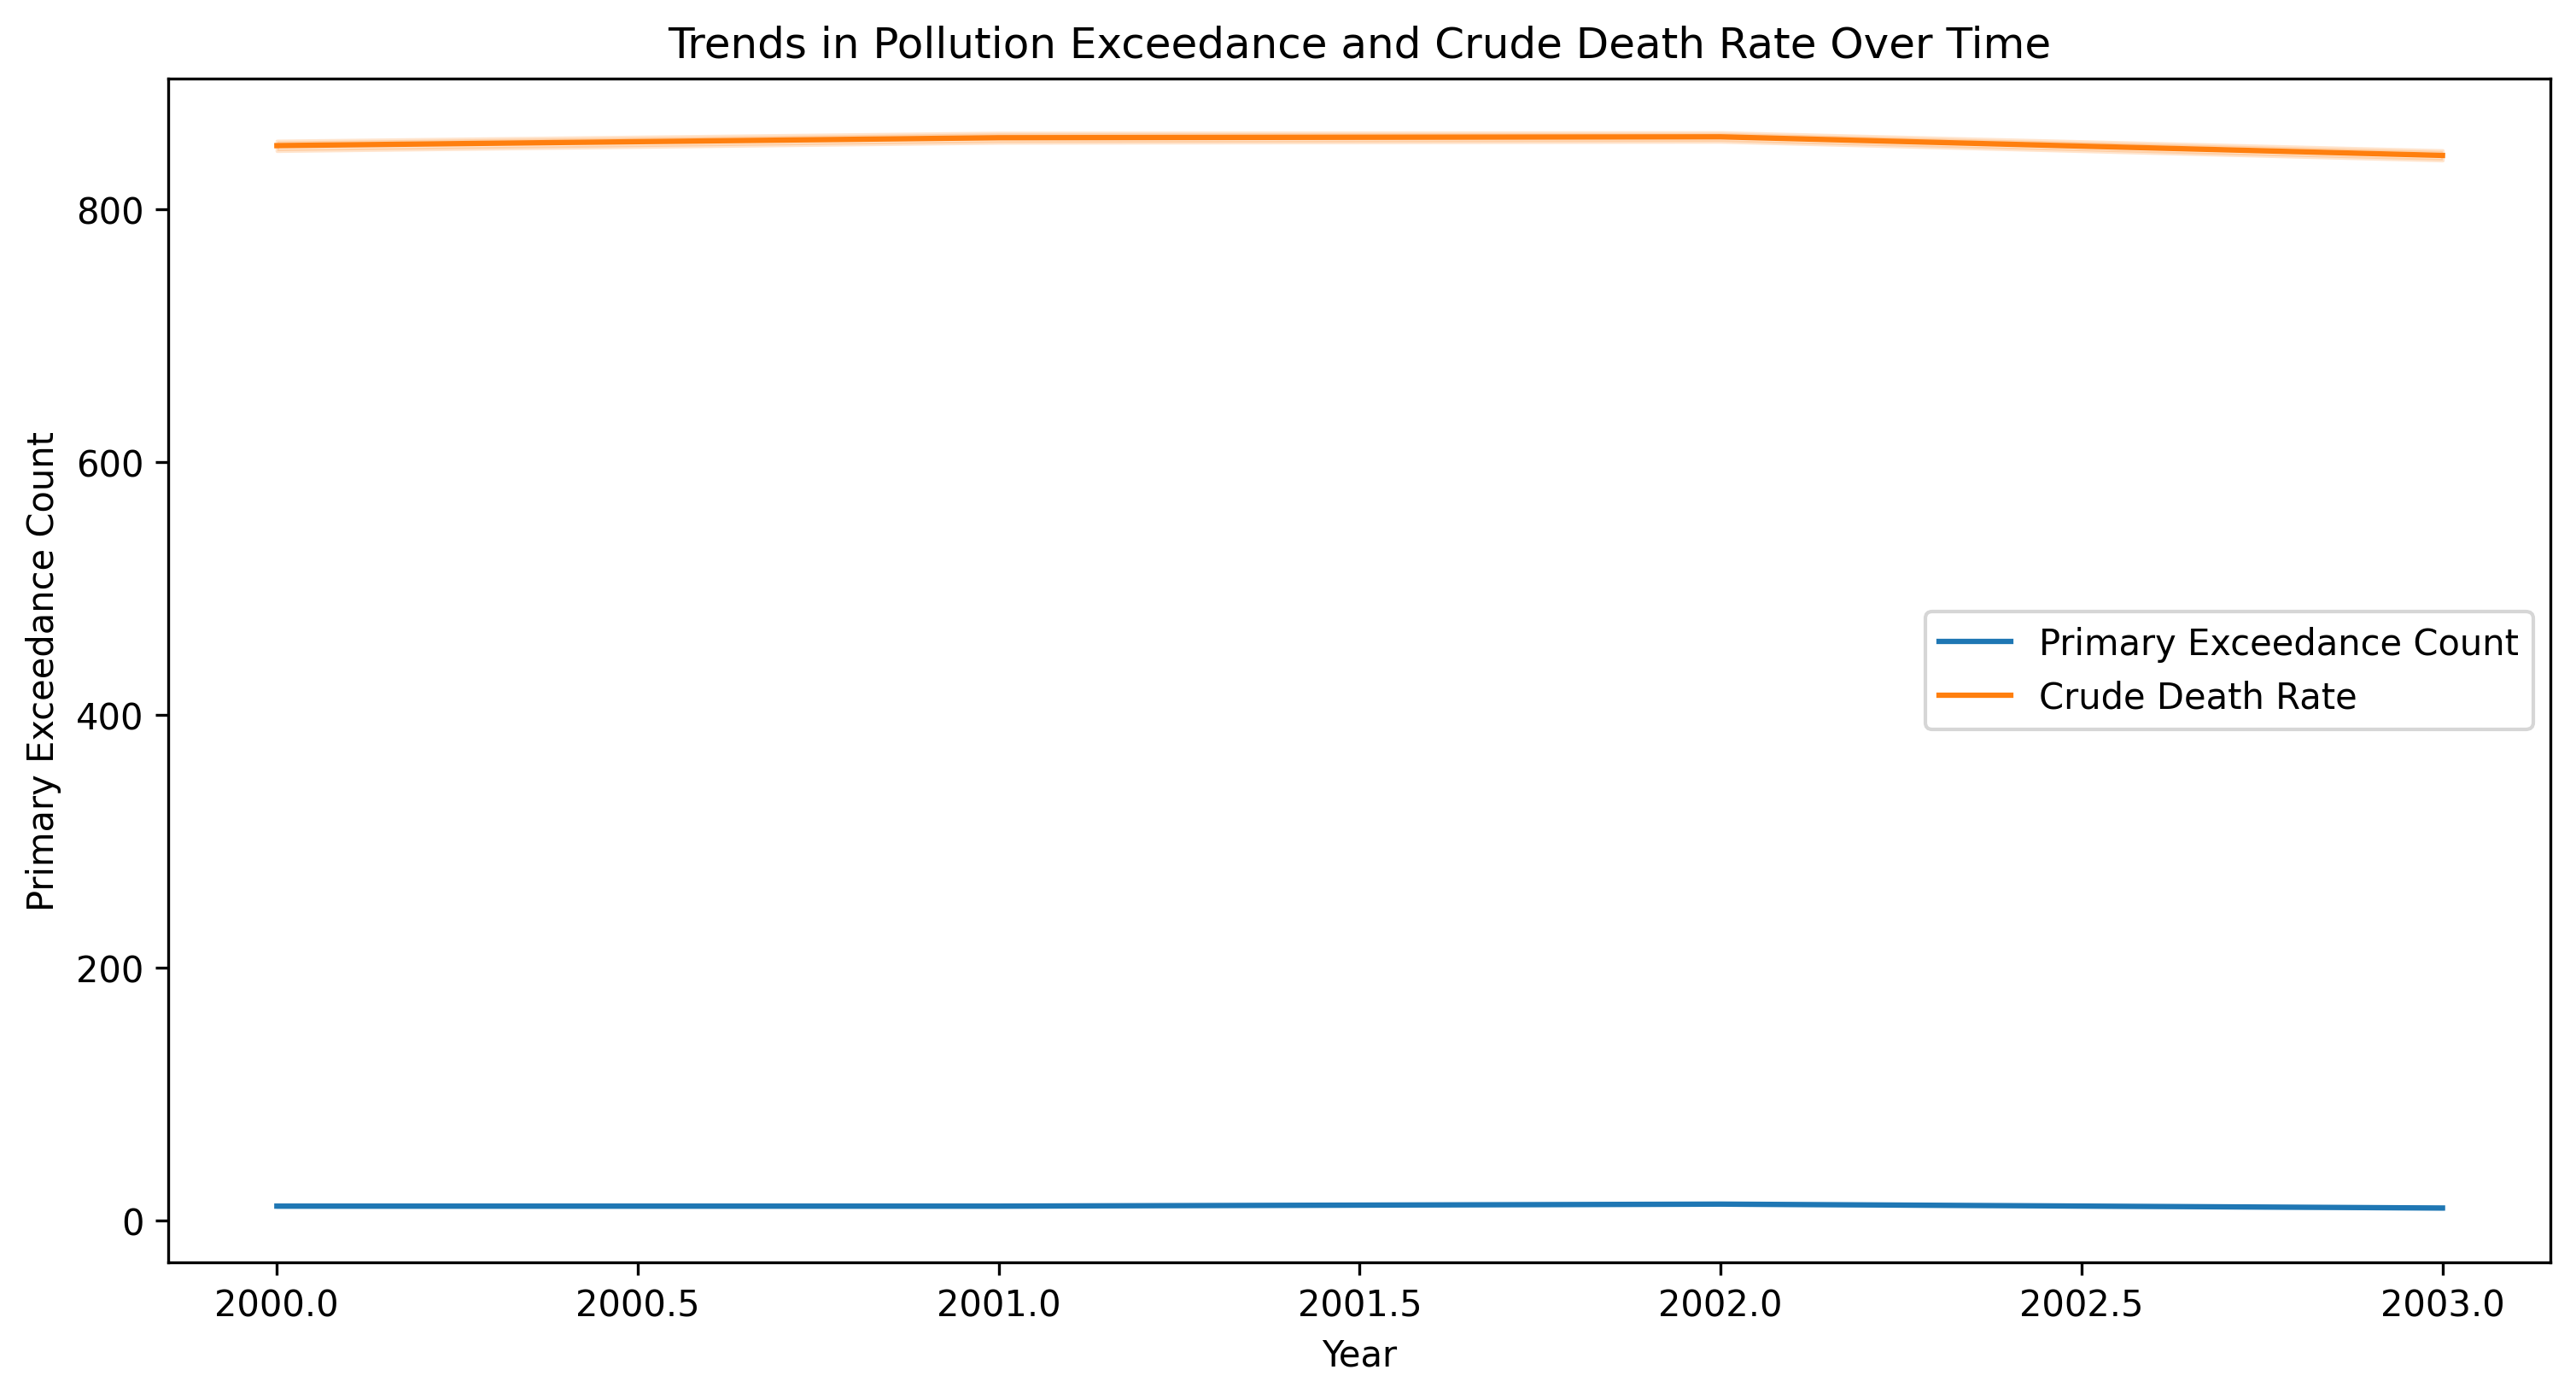 Trends in Pollution Exceedance and Crude Death Rate Over Time
Primary Exceedance Count
800
600
400
200
0
Primary Exceedance Count
Crude Death Rate
2000.0
2000.5
2001.0
2001.5
2002.0
2002.5
2003.0
Year